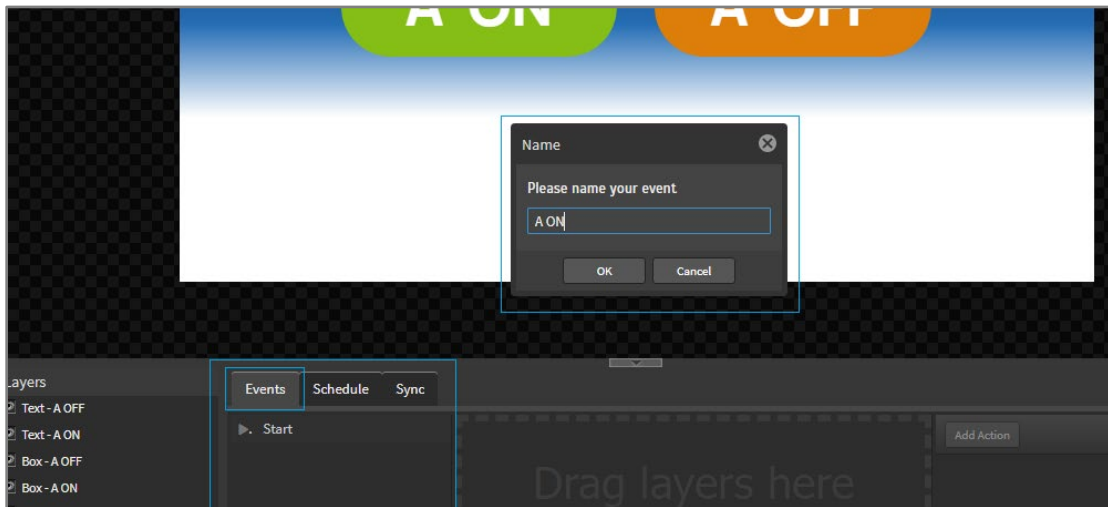 A ON A OFF
Name
Please name your event
A ON
OK Cancel
Layers
Text - A OFF
Text - A ON
Box - A OFF
Box - A ON
Events Schedule Sync
Start
Drag layers here
Add Action